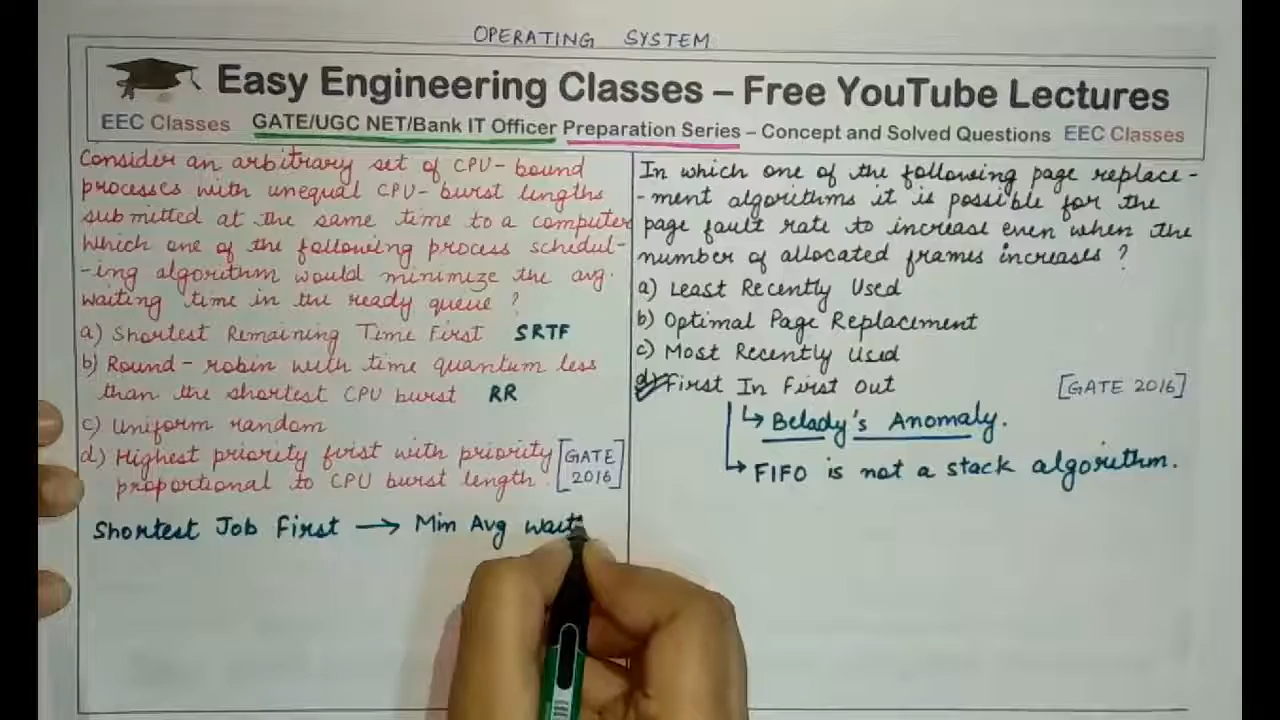 OPERATING SYSTEM
Easy Engineering Classes – Free YouTube Lectures
EEC Classes GATE/UGC NET/Bank IT Officer Preparation Series – Concept and Solved Questions EEC Classes
Consider an arbitrary set of CPU-bound
processes with unequal CPU-burst lengths
submitted at the same time to a computer
Which one of the following process schedul-
-ing algorithm would minimize the avg.
waiting time in the ready queue ?
a) Shortest Remaining Time First SRTF
b) Round-robin with time quantum less
than the shortest CPU burst RR
c) Uniform random
d) Highest priority first with priority
proportional to CPU burst length. [GATE
2016]
Shortest Job First → Min Avg wait
In which one of the following page replace-
-ment algorithms it is possible for the
page fault rate to increase even when the
number of allocated frames increases ?
a) Least Recently Used
b) Optimal Page Replacement
c) Most Recently Used
d) First In First Out [GATE 2016]
↳ Belady's Anomaly.
↳ FIFO is not a stack algorithm.